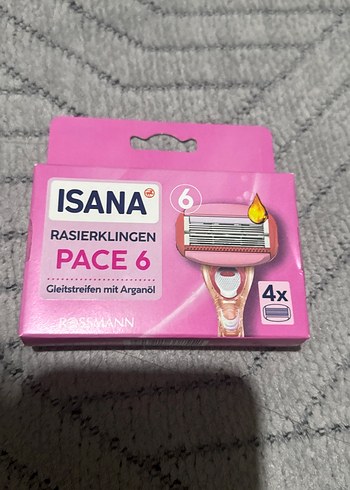 ISANA
6
RASIERKLINGEN
PACE 6
Gleitstreifen mit Arganöl
4x
ROSSMANN